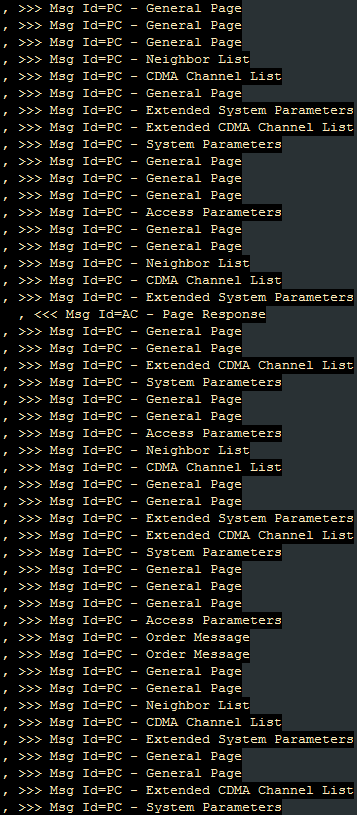 , >>> Msg Id=PC - General Page
, >>> Msg Id=PC - General Page
, >>> Msg Id=PC - General Page
, >>> Msg Id=PC - Neighbor List
, >>> Msg Id=PC - CDMA Channel List
, >>> Msg Id=PC - General Page
, >>> Msg Id=PC - Extended System Parameters
, >>> Msg Id=PC - Extended CDMA Channel List
, >>> Msg Id=PC - System Parameters
, >>> Msg Id=PC - General Page
, >>> Msg Id=PC - General Page
, >>> Msg Id=PC - General Page
, >>> Msg Id=PC - Access Parameters
, >>> Msg Id=PC - General Page
, >>> Msg Id=PC - General Page
, >>> Msg Id=PC - Neighbor List
, >>> Msg Id=PC - CDMA Channel List
, >>> Msg Id=PC - Extended System Parameters
, <<< Msg Id=AC - Page Response
, >>> Msg Id=PC - General Page
, >>> Msg Id=PC - General Page
, >>> Msg Id=PC - Extended CDMA Channel List
, >>> Msg Id=PC - System Parameters
, >>> Msg Id=PC - General Page
, >>> Msg Id=PC - General Page
, >>> Msg Id=PC - Access Parameters
, >>> Msg Id=PC - Neighbor List
, >>> Msg Id=PC - CDMA Channel List
, >>> Msg Id=PC - General Page
, >>> Msg Id=PC - General Page
, >>> Msg Id=PC - Extended System Parameters
, >>> Msg Id=PC - Extended CDMA Channel List
, >>> Msg Id=PC - System Parameters
, >>> Msg Id=PC - General Page
, >>> Msg Id=PC - General Page
, >>> Msg Id=PC - General Page
, >>> Msg Id=PC - Access Parameters
, >>> Msg Id=PC - Order Message
, >>> Msg Id=PC - Order Message
, >>> Msg Id=PC - General Page
, >>> Msg Id=PC - General Page
, >>> Msg Id=PC - Neighbor List
, >>> Msg Id=PC - CDMA Channel List
, >>> Msg Id=PC - Extended System Parameters
, >>> Msg Id=PC - General Page
, >>> Msg Id=PC - General Page
, >>> Msg Id=PC - Extended CDMA Channel List
, >>> Msg Id=PC - System Parameters